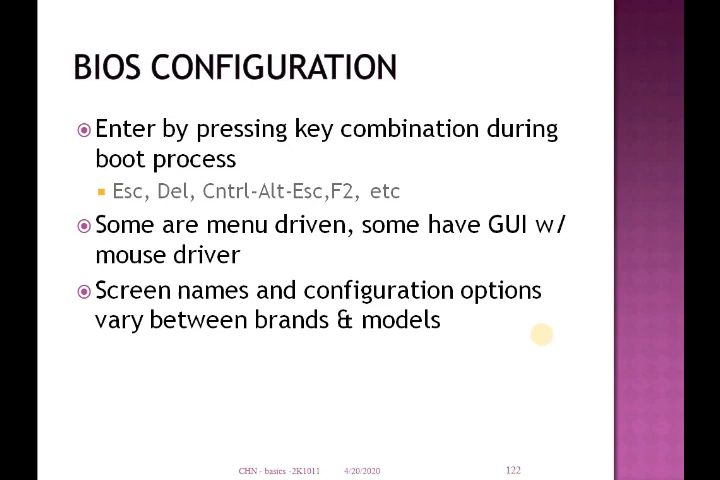 BIOS CONFIGURATION
Enter by pressing key combination during
boot process
Esc, Del, Cntrl-Alt-Esc,F2, etc
Some are menu driven, some have GUI w/
mouse driver
Screen names and configuration options
vary between brands & models
CHN - basics -2K1011 4/20/2020 122